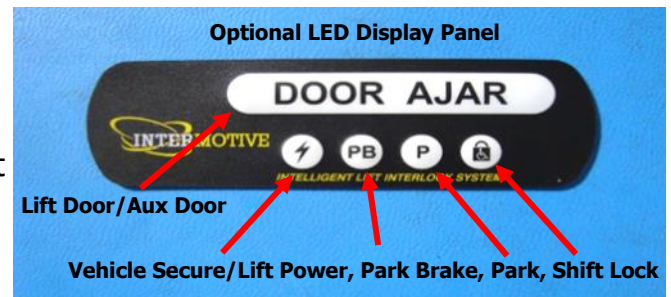 Optional LED Display Panel
DOOR AJAR
INTERMOTIVE
PB P
INTELLIGENT LIFT INTERLOCK SYSTEM
t
Lift Door/Aux Door
Vehicle Secure/Lift Power, Park Brake, Park, Shift Lock